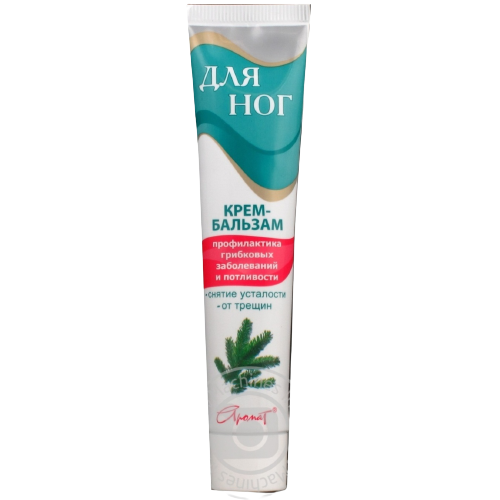 ДЛЯ
НОГ
КРЕМ-
БАЛЬЗАМ
профилактика
грибковых
заболеваний
и потливости
-снятие усталости
- от трещин
Аромат®